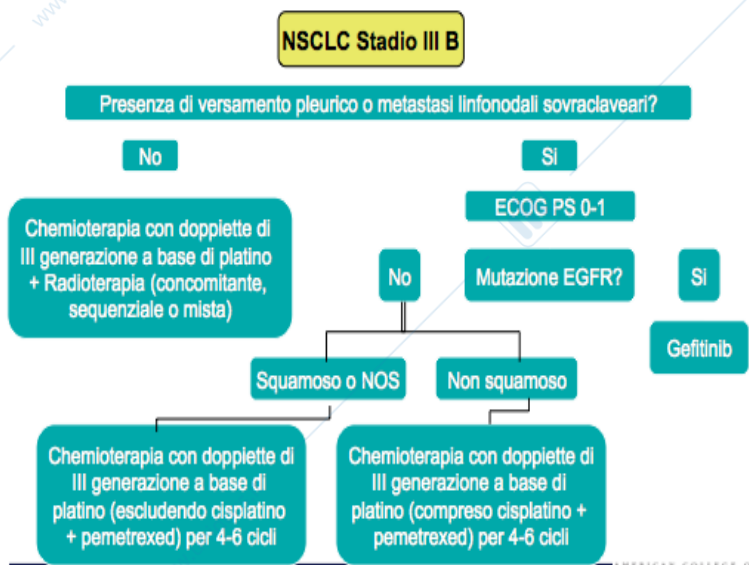 NSCLC Stadio III B
Presenza di versamento pleurico o metastasi linfonodali sovraclaveari?
No
Si
ECOG PS 0-1
Chemioterapia con doppiette di
III generazione a base di platino
+ Radioterapia (concomitante,
sequenziale o mista)
No
Mutazione EGFR?
Si
Gefitinib
Squamoso o NOS
Non squamoso
Chemioterapia con doppiette di
III generazione a base di
platino (escludendo cisplatino
+ pemetrexed) per 4-6 cicli
Chemioterapia con doppiette di
III generazione a base di
platino (compreso cisplatino +
pemetrexed) per 4-6 cicli